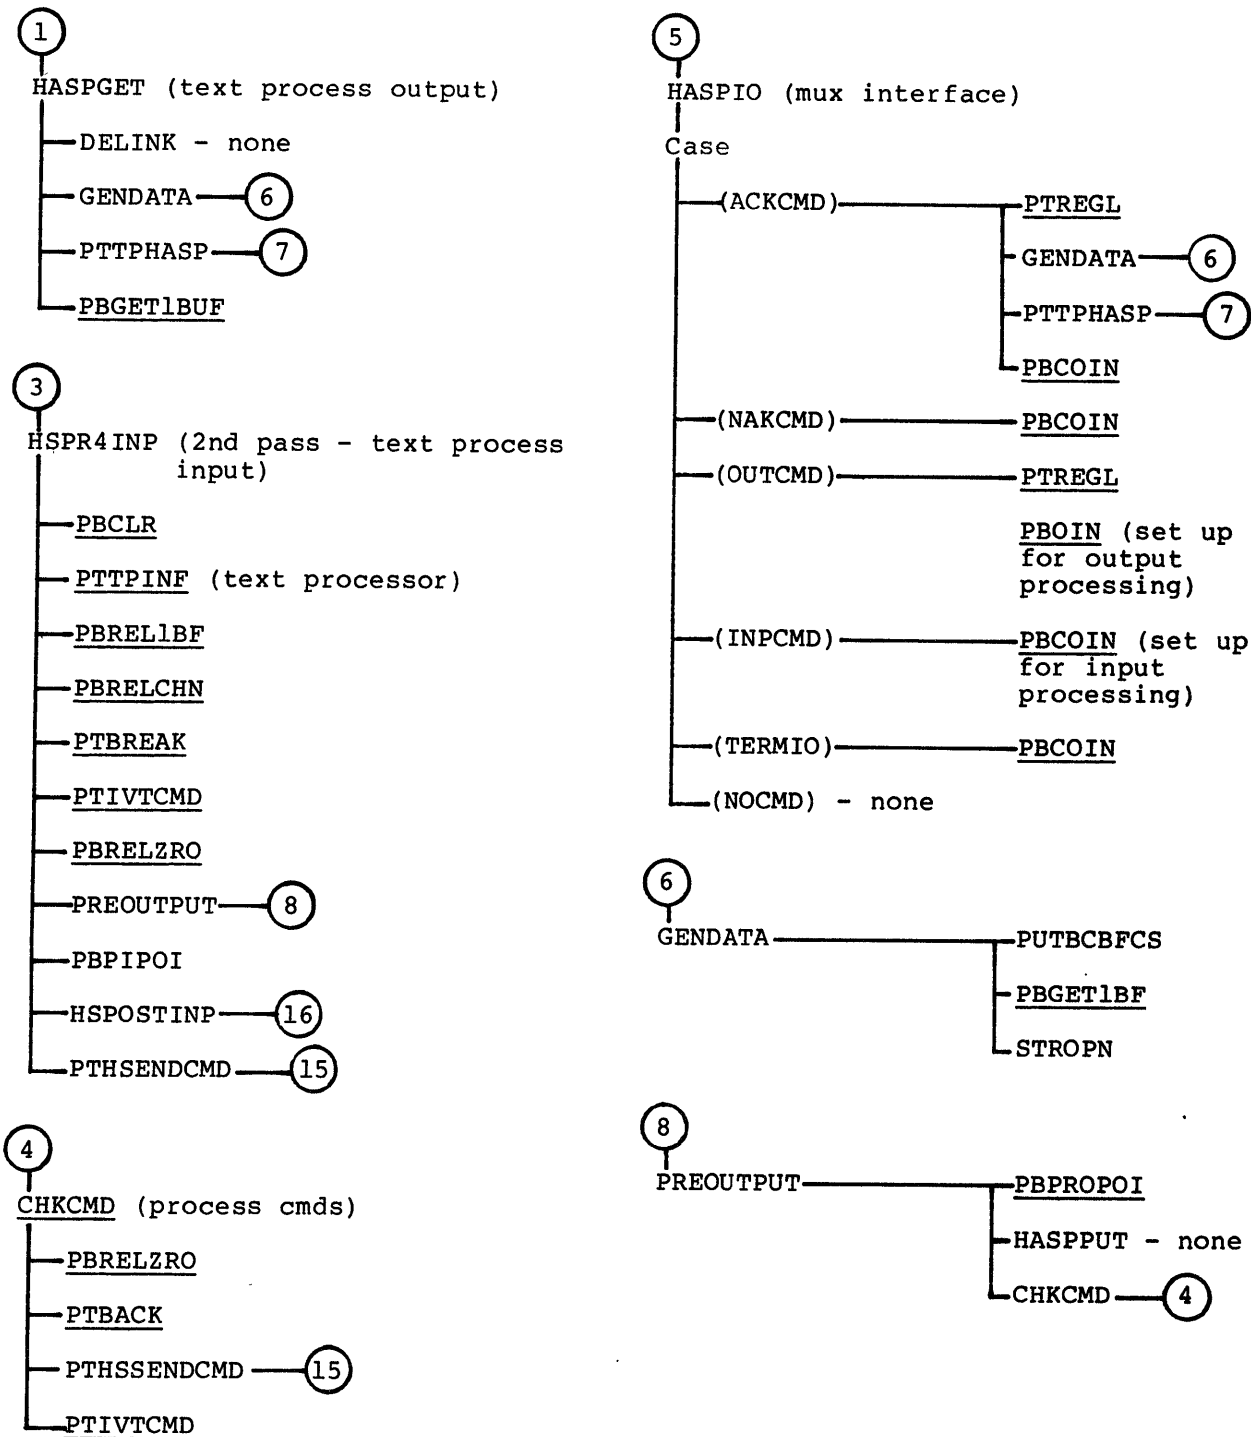 1
HASPGET (text process output)
DELINK - none
GENDATA 6
PTTPHASP 7
PBGET1BUF
3
HSPR4INP (2nd pass - text process
input)
PBCLR
PTTPINF (text processor)
PBREL1BF
PBRELCHN
PTBREAK
PTIVTCMD
PBRELZRO
PREOUTPUT 8
PBPIPOI
HSPOSTINP 16
PTHSENDCMD 15
4
CHKCMD (process cmds)
PBRELZRO
PTBACK
PTHSSENDCMD 15
PTIVTCMD
5
HASPIO (mux interface)
Case
(ACKCMD) PTREGL
GENDATA 6
PTTPHASP 7
PBCOIN
(NAKCMD) PBCOIN
(OUTCMD) PTREGL
PBOIN (set up
for output
processing)
(INPCMD) PBCOIN (set up
for input
processing)
(TERMIO) PBCOIN
(NOCMD) - none
6
GENDATA PUTBCBFCS
PBGET1BF
STROPN
8
PREOUTPUT PBPROPOI
HASPPUT - none
CHKCMD 4